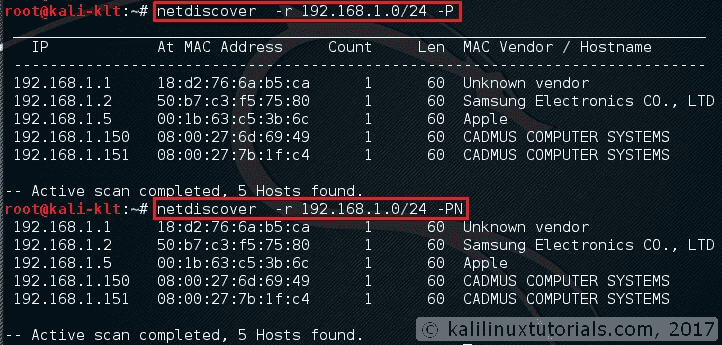 root@kali-klt:~# netdiscover  -r 192.168.1.0/24 -P
_____________________________________________________________________________
  IP            At MAC Address     Count     Len  MAC Vendor / Hostname
-----------------------------------------------------------------------------
192.168.1.1     18:d2:76:6a:b5:ca      1      60  Unknown vendor
192.168.1.2     50:b7:c3:f5:75:80      1      60  Samsung Electronics CO., LTD
192.168.1.5     00:1b:63:c5:3b:6c      1      60  Apple
192.168.1.150   08:00:27:6d:69:49      1      60  CADMUS COMPUTER SYSTEMS
192.168.1.151   08:00:27:7b:1f:c4      1      60  CADMUS COMPUTER SYSTEMS
-- Active scan completed, 5 Hosts found.
root@kali-klt:~# netdiscover  -r 192.168.1.0/24 -PN
192.168.1.1     18:d2:76:6a:b5:ca      1      60  Unknown vendor
192.168.1.2     50:b7:c3:f5:75:80      1      60  Samsung Electronics CO., LTD
192.168.1.5     00:1b:63:c5:3b:6c      1      60  Apple
192.168.1.150   08:00:27:6d:69:49      1      60  CADMUS COMPUTER SYSTEMS
192.168.1.151   08:00:27:7b:1f:c4      1      60  CADMUS COMPUTER SYSTEMS
-- Active scan completed, 5 Hosts found.
© kalilinuxtutorials.com, 2017